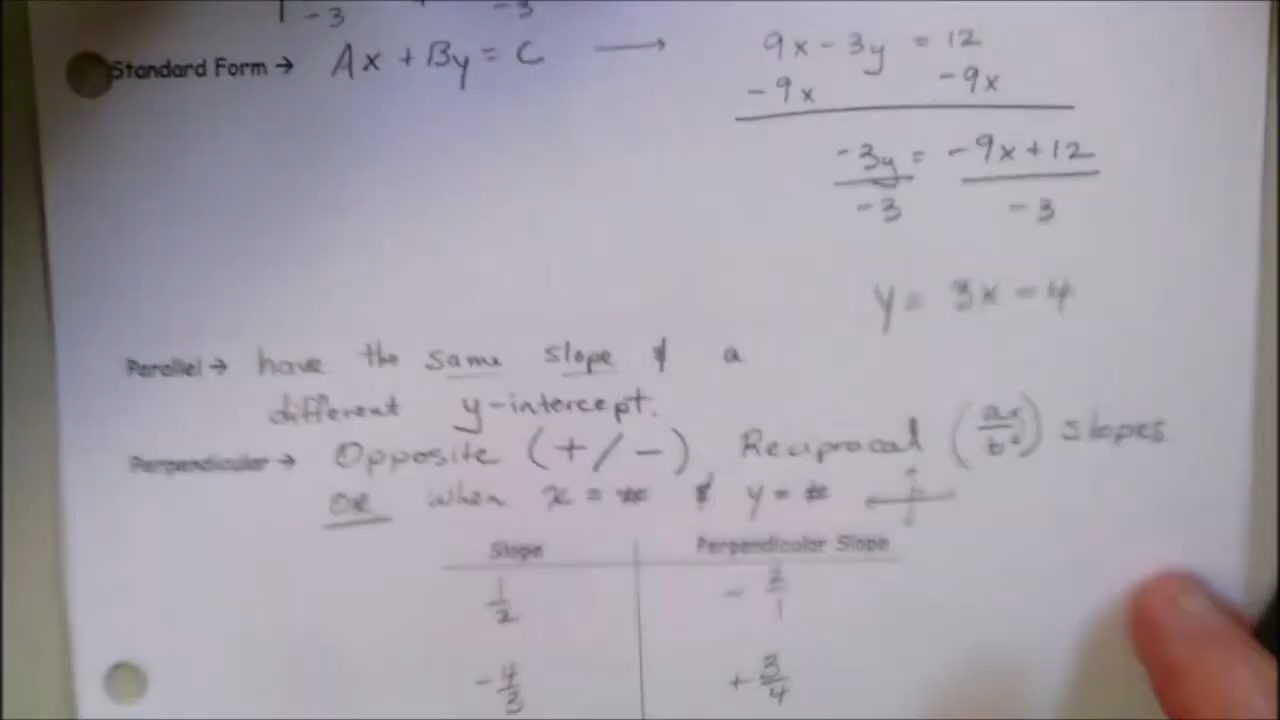 -3 -3
Standard Form → Ax + By = C → 9x - 3y = 12
-9x -9x
-3y = -9x + 12
-3 -3
y = 3x - 4
Parallel → have the same slope & a
different y-intercept.
Perpendicular → Opposite (+/-) Reciprocal slopes
OR when x = # & y = #
Slope Perpendicular Slope
1/2 - 2/1
-4/3 +3/4